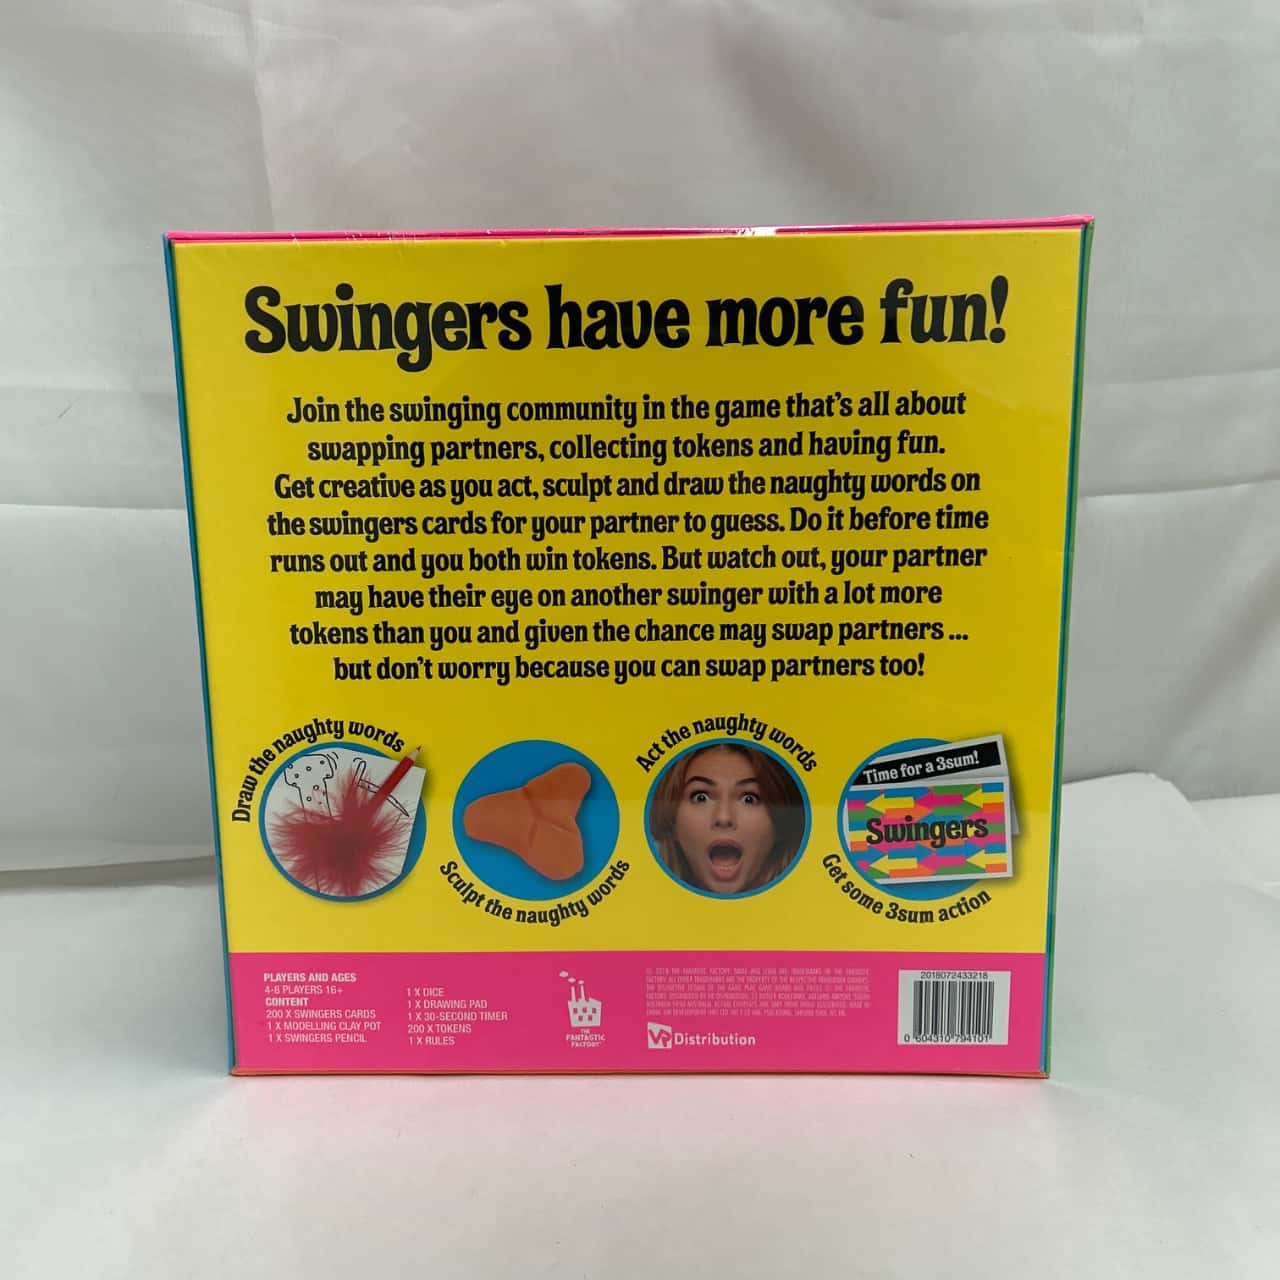 Swingers have more fun!
Join the swinging community in the game that's all about
swapping partners, collecting tokens and having fun.
Get creative as you act, sculpt and draw the naughty words on
the swingers cards for your partner to guess. Do it before time
runs out and you both win tokens. But watch out, your partner
may have their eye on another swinger with a lot more
tokens than you and given the chance may swap partners ...
but don't worry because you can swap partners too!
Draw the naughty words
Sculpt the naughty words
Act the naughty words
Time for a 3sum!
Swingers
Get some 3sum action
PLAYERS AND AGES
4-8 PLAYERS 16+
CONTENT
200 X SWINGERS CARDS
1 X MODELLING CLAY POT
1 X SWINGERS PENCIL
1 X DICE
1 X DRAWING PAD
1 X 30-SECOND TIMER
200 X TOKENS
1 X RULES
THE
FANTASTIC
FACTORY
VR Distribution
2018072433218
0 604310 794101